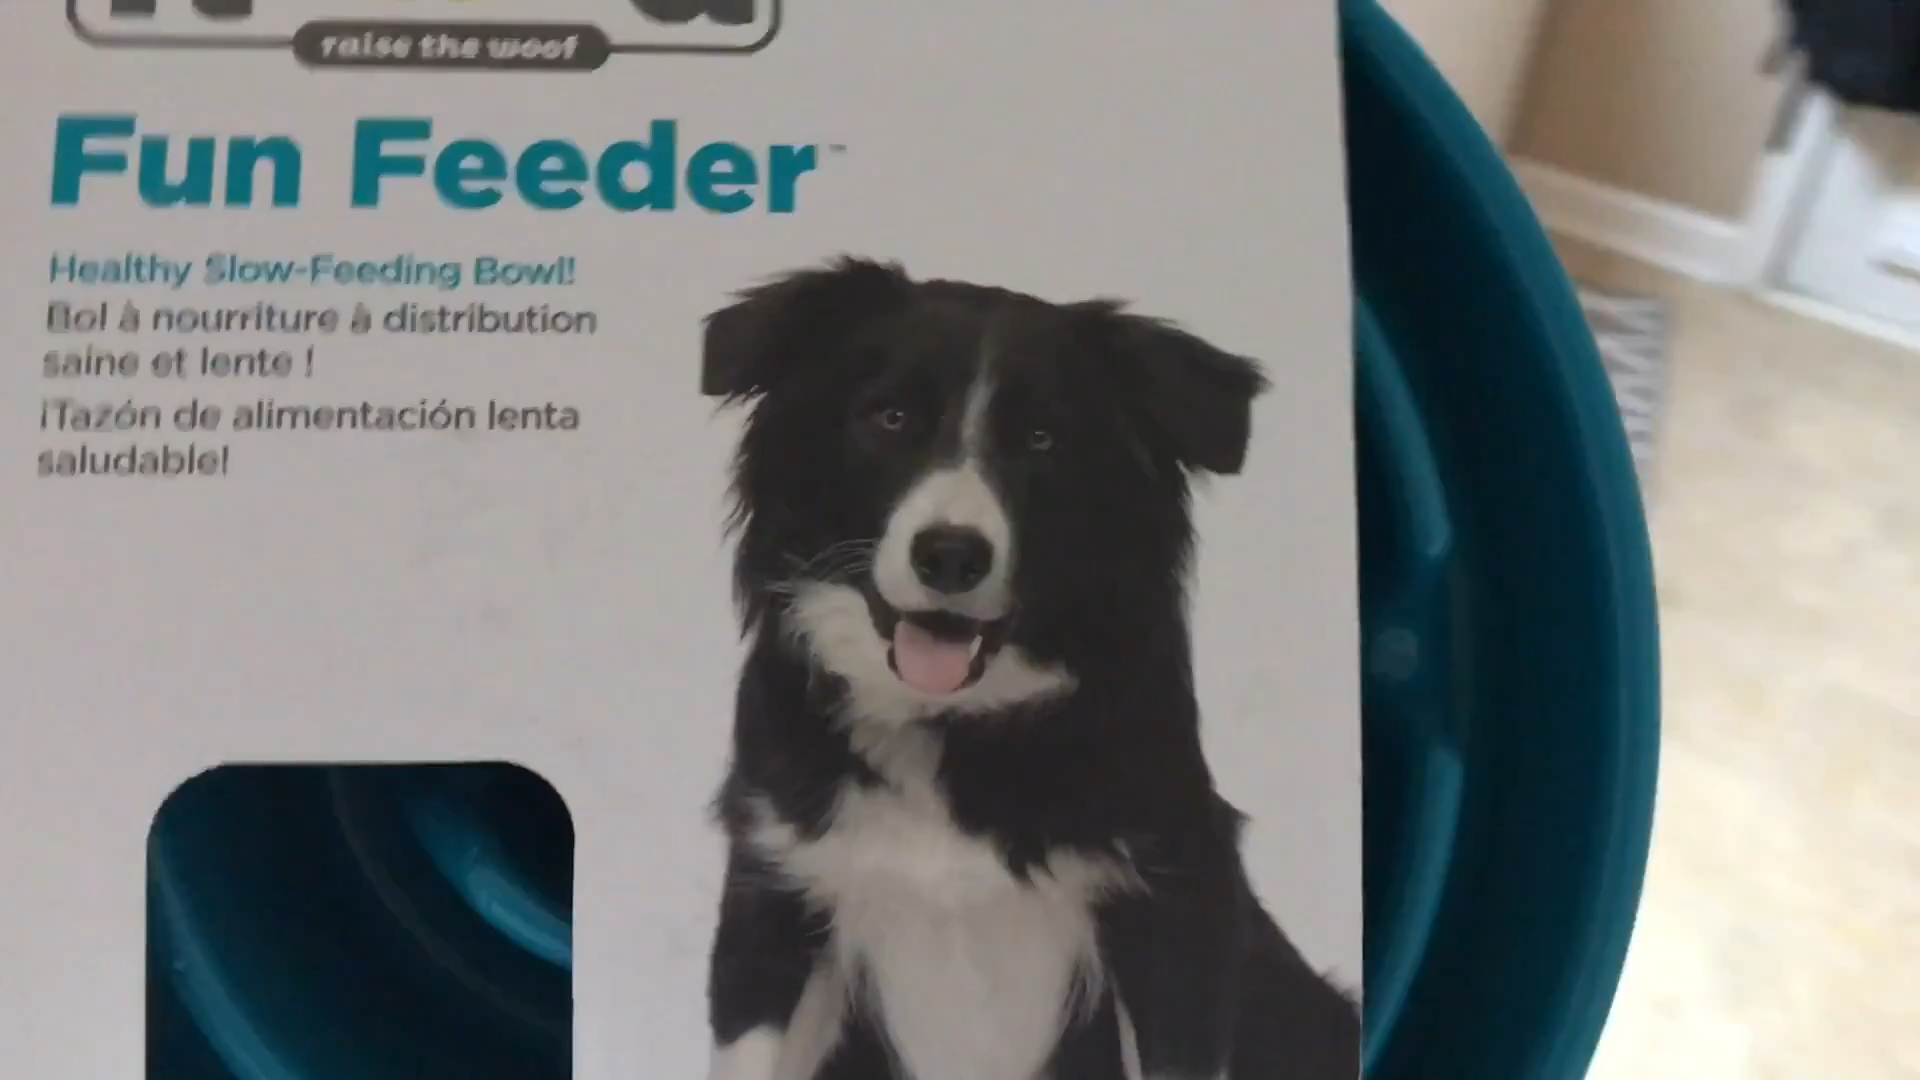 raise the woof
Fun Feeder™
Healthy Slow-Feeding Bowl!
Bol à nourriture à distribution
saine et lente !
¡Tazón de alimentación lenta
saludable!